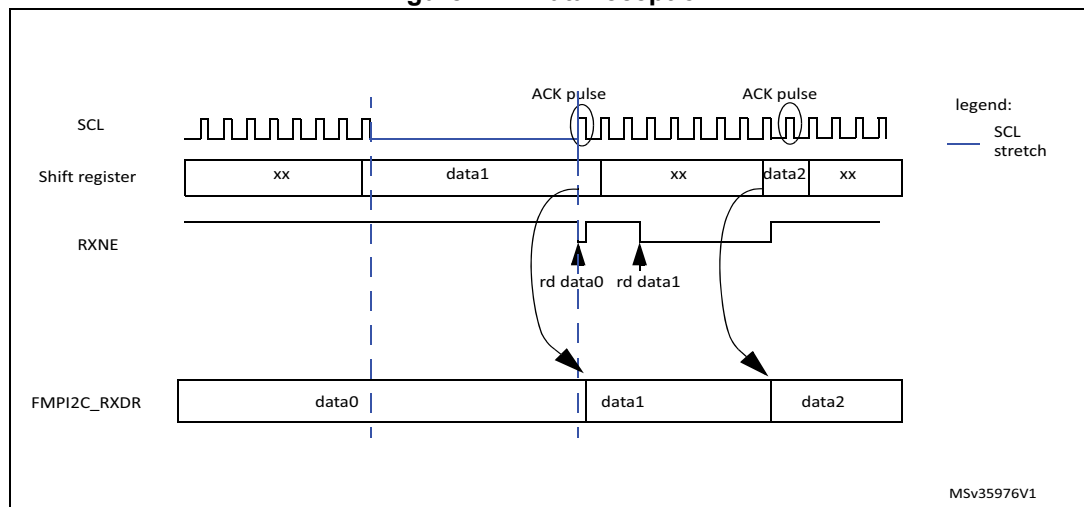 ACK pulse ACK pulse
legend:
SCL
SCL
stretch
Shift register xx data1 xx data2 xx
RXNE
rd data0 rd data1
FMPI2C_RXDR data0 data1 data2
MSv35976V1